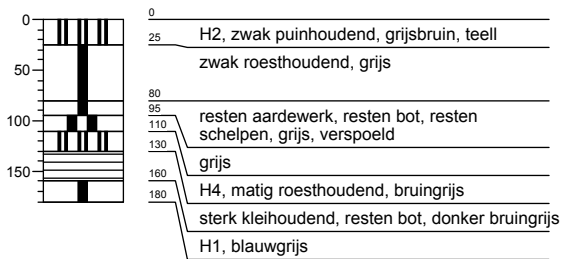 0
50
100
150
0
25
80
95
110
130
160
180
H2, zwak puinhoudend, grijsbruin, teell
zwak roesthoudend, grijs
resten aardewerk, resten bot, resten
schelpen, grijs, verspoeld
grijs
H4, matig roesthoudend, bruingrijs
sterk kleihoudend, resten bot, donker bruingrijs
H1, blauwgrijs